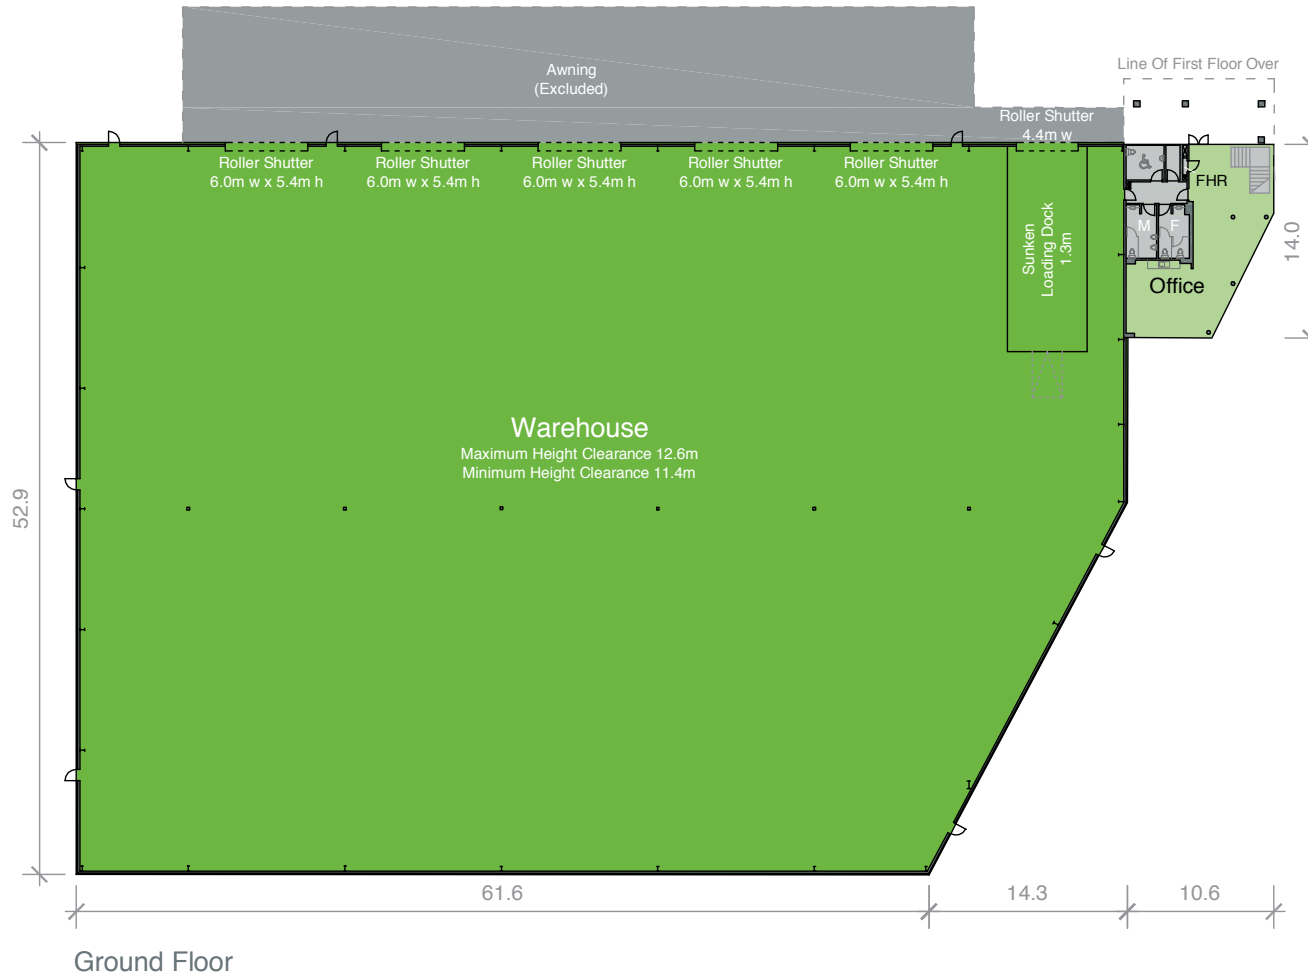 Awning
(Excluded)
Line Of First Floor Over
Roller Shutter
4.4m w
Roller Shutter
6.0m w x 5.4m h
Roller Shutter
6.0m w x 5.4m h
Roller Shutter
6.0m w x 5.4m h
Roller Shutter
6.0m w x 5.4m h
Roller Shutter
6.0m w x 5.4m h
FHR
M
F
Sunken
Loading Dock
1.3m
14.0
Office
Warehouse
Maximum Height Clearance 12.6m
Minimum Height Clearance 11.4m
52.9
61.6
14.3
10.6
Ground Floor